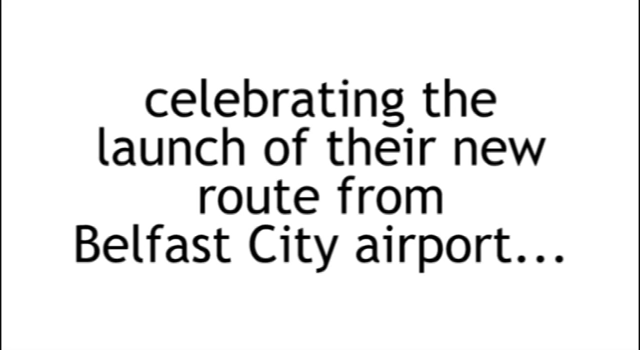 celebrating the
launch of their new
route from
Belfast City airport...